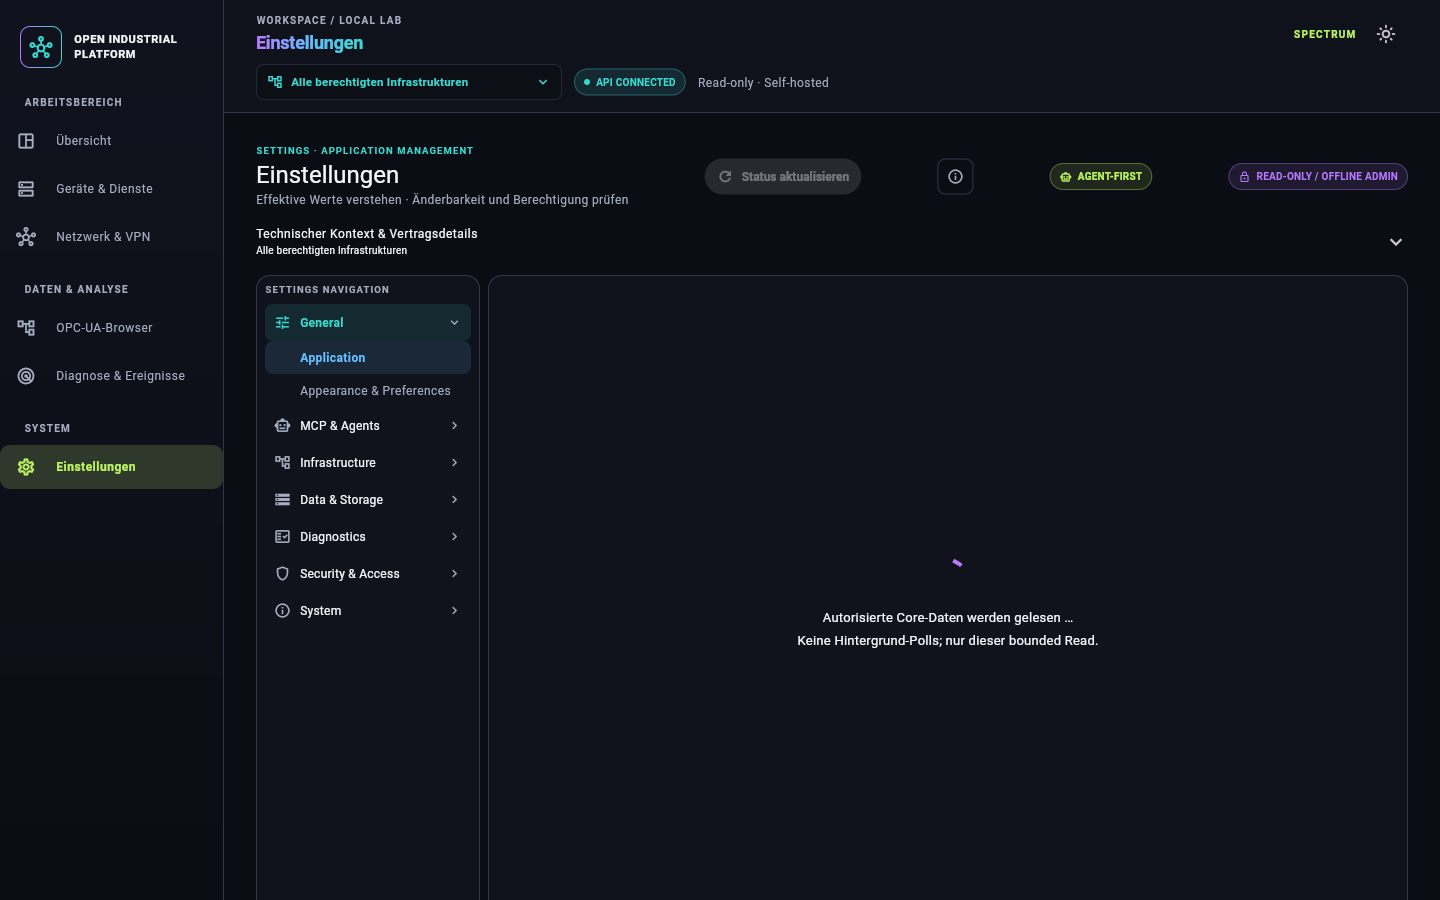 OPEN INDUSTRIAL
PLATFORM
ARBEITSBEREICH
Übersicht
Geräte & Dienste
Netzwerk & VPN
DATEN & ANALYSE
OPC-UA-Browser
Diagnose & Ereignisse
SYSTEM
Einstellungen
WORKSPACE / LOCAL LAB
Einstellungen
Alle berechtigten Infrastrukturen
API CONNECTED
Read-only · Self-hosted
SPECTRUM
SETTINGS · APPLICATION MANAGEMENT
Einstellungen
Effektive Werte verstehen · Änderbarkeit und Berechtigung prüfen
Status aktualisieren
AGENT-FIRST
READ-ONLY / OFFLINE ADMIN
Technischer Kontext & Vertragsdetails
Alle berechtigten Infrastrukturen
SETTINGS NAVIGATION
General
Application
Appearance & Preferences
MCP & Agents
Infrastructure
Data & Storage
Diagnostics
Security & Access
System
Autorisierte Core-Daten werden gelesen …
Keine Hintergrund-Polls; nur dieser bounded Read.